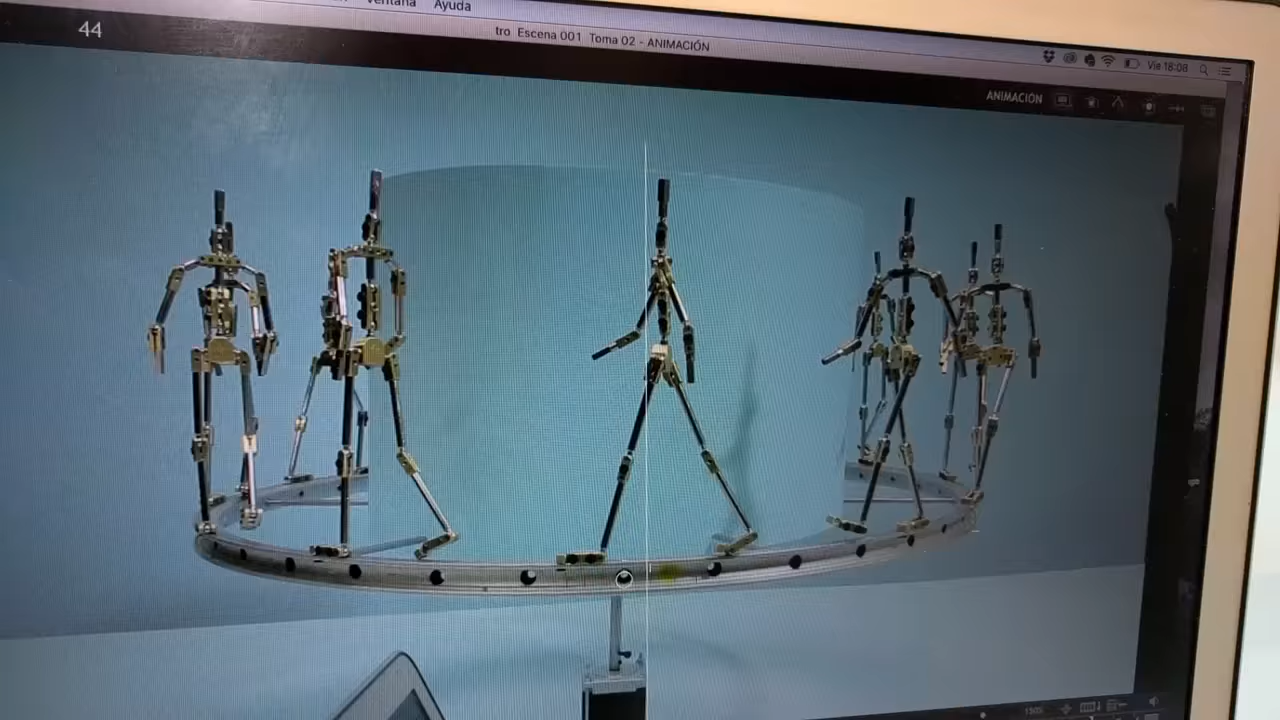 Ventana Ayuda
44
tro Escena 001 Toma 02 - ANIMACIÓN
Vie 18:08
ANIMACIÓN